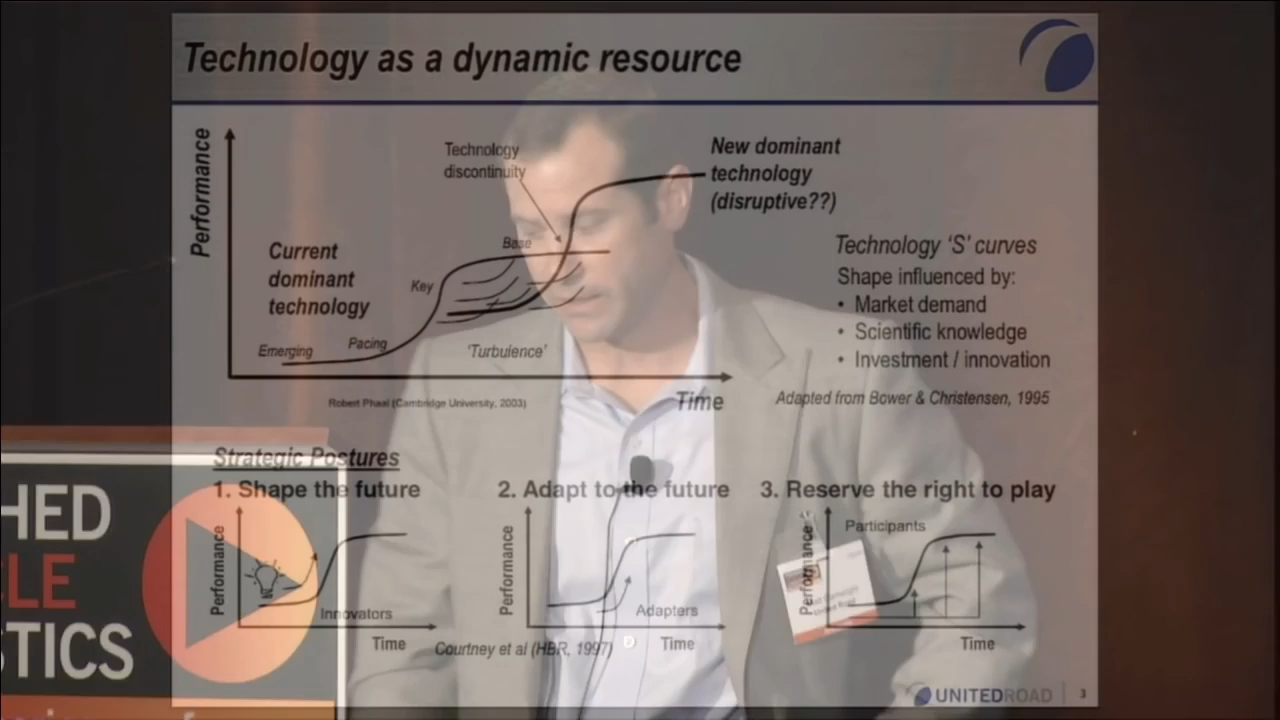 Technology as a dynamic resource
Performance
Technology
discontinuity
New dominant
technology
(disruptive??)
Current
dominant
technology
Base
Key
Pacing
Emerging
'Turbulence'
Technology 'S' curves
Shape influenced by:
• Market demand
• Scientific knowledge
• Investment / innovation
Time
Robert Phaal (Cambridge University, 2003)
Adapted from Bower & Christensen, 1995
Strategic Postures
1. Shape the future
2. Adapt to the future
3. Reserve the right to play
Performance
Innovators
Time
Performance
Adapters
Time
Performance
Participants
Time
Courtney et al (HBR, 1997)
UNITEDROAD
3
HED
LE
STICS